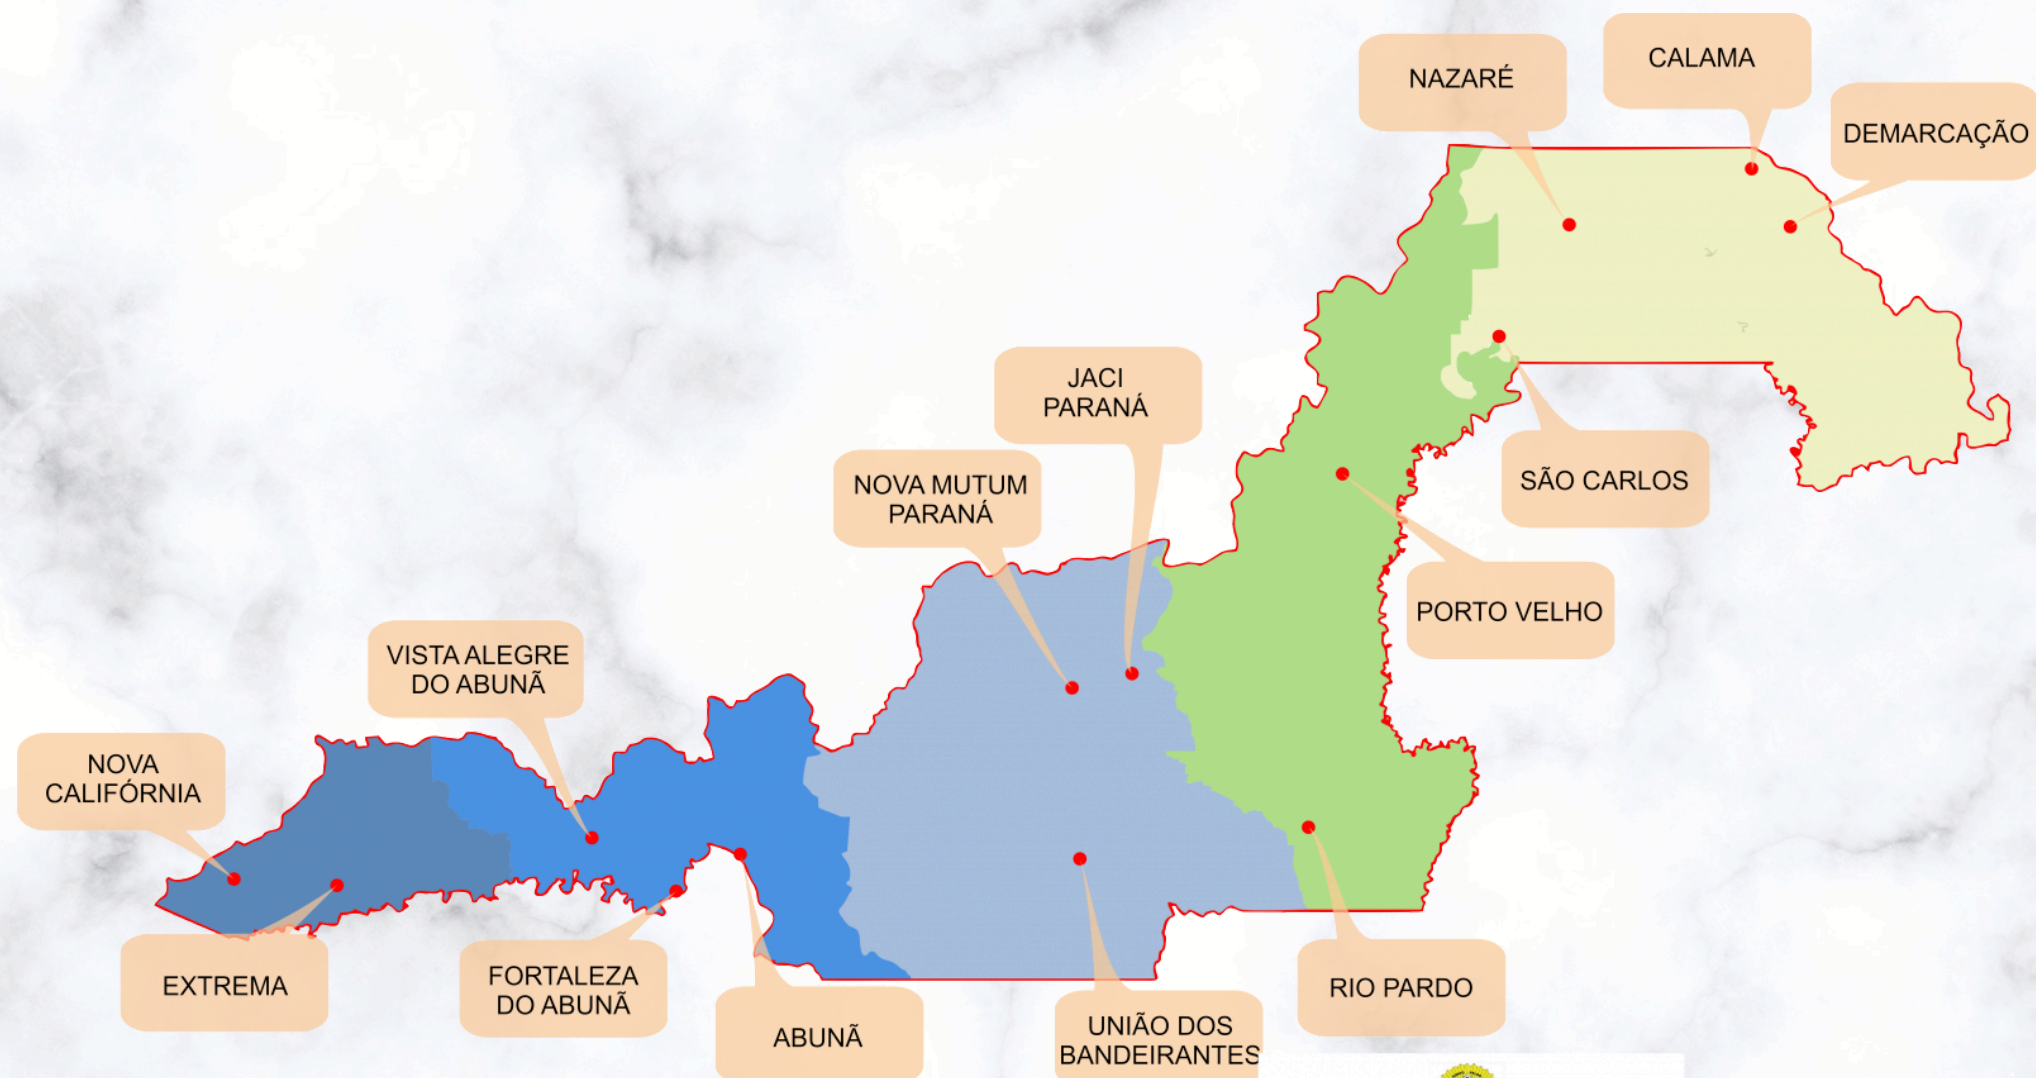 CALAMA
NAZARÉ
DEMARCAÇÃO
JACI
PARANÁ
NOVA MUTUM
PARANÁ
SÃO CARLOS
PORTO VELHO
VISTA ALEGRE
DO ABUNÃ
NOVA
CALIFÓRNIA
EXTREMA
FORTALEZA
DO ABUNÃ
ABUNÃ
UNIÃO DOS
BANDEIRANTES
RIO PARDO